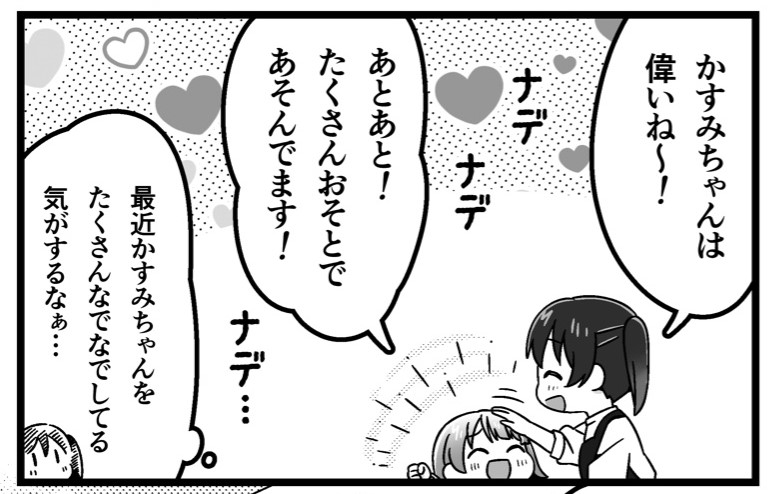 かすみちゃんは
偉いね～!
ナデ
ナデ
あとあと!
たくさんおそとで
あそんでます!
ナデ…
最近かすみちゃんを
たくさんなでなでしてる
気がするなぁ…